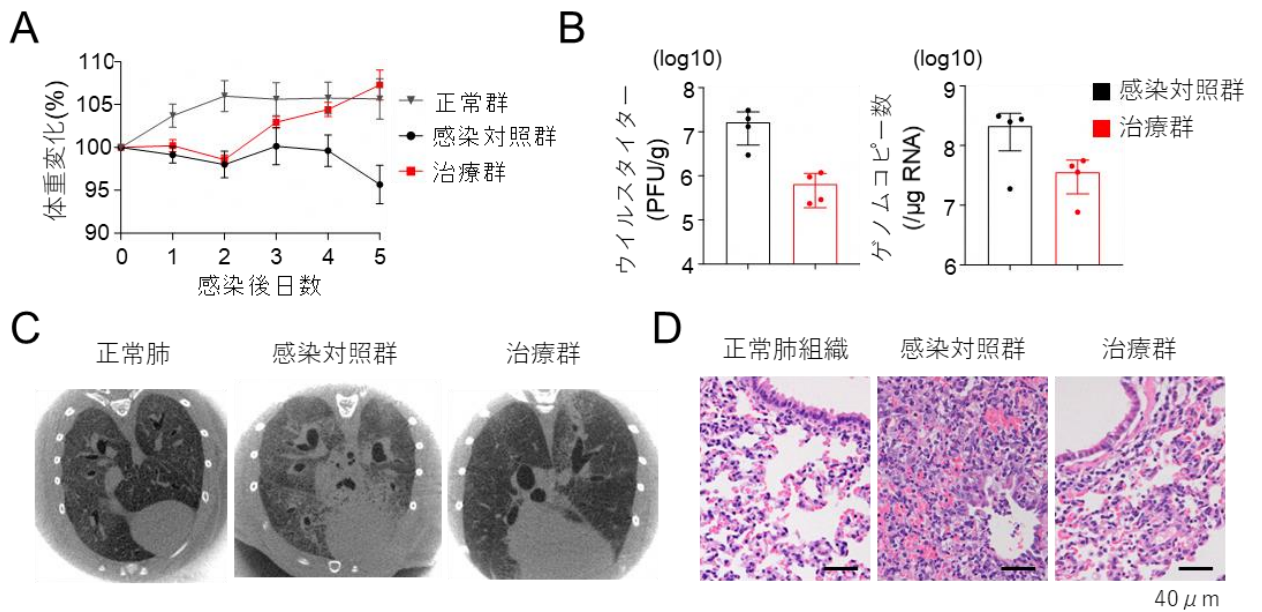 A
体重変化(%)
110
105
100
95
90
0 1 2 3 4 5
感染後日数
正常群
感染対照群
治療群
B
(log10)
ウイルスタイター
(PFU/g)
8
7
6
5
4
(log10)
ゲノムコピー数
(/μg RNA)
9
8
7
6
感染対照群
治療群
C
正常肺 感染対照群 治療群
D
正常肺組織 感染対照群 治療群
40μm